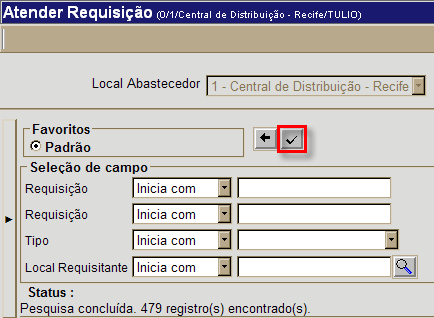 Atender Requisição (0/1/Central de Distribuição - Recife/TULIO)
Local Abastecedor 1 - Central de Distribuição - Recife
Favoritos
Padrão
Seleção de campo
Requisição Inicia com
Requisição Inicia com
Tipo Inicia com
Local Requisitante Inicia com
Status :
Pesquisa concluída. 479 registro(s) encontrado(s).